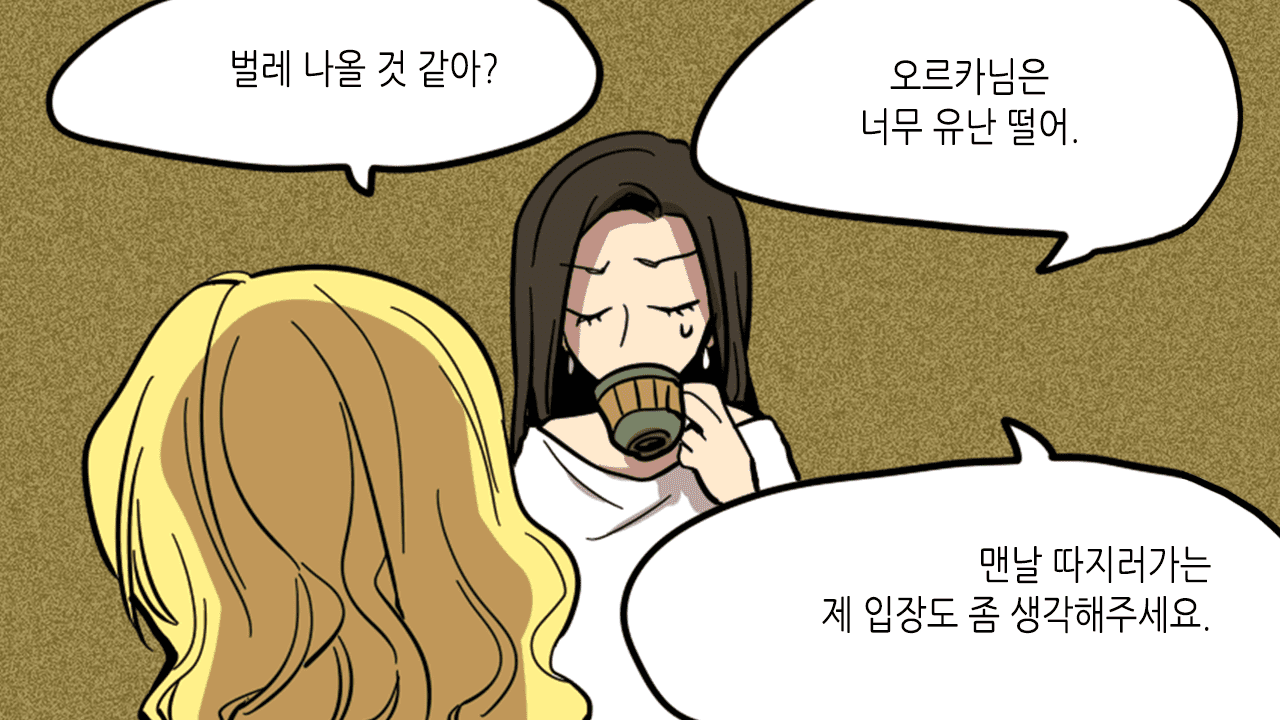 벌레 나올 것 같아?
오르카님은
너무 유난 떨어.
맨날 따지러가는
제 입장도 좀 생각해주세요.